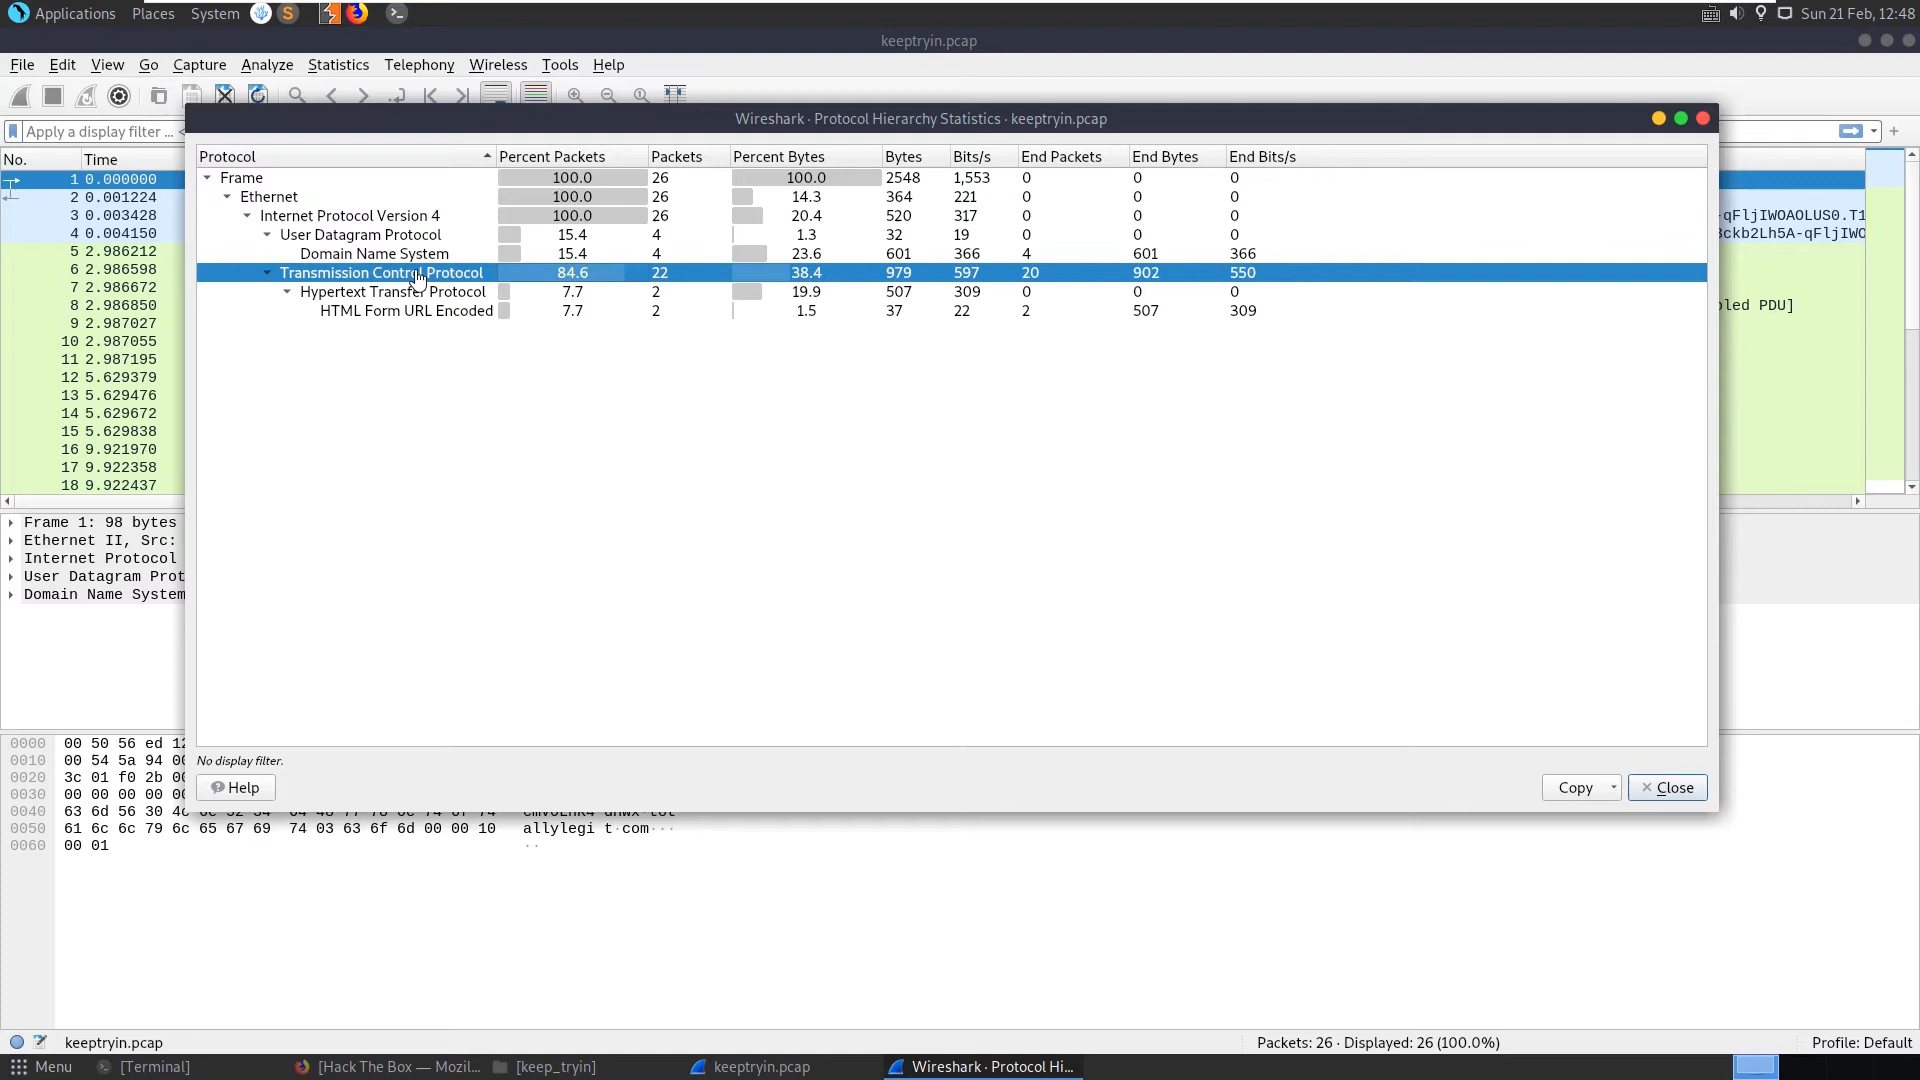 Applications Places System Sun 21 Feb, 12:48
keeptryin.pcap
File Edit View Go Capture Analyze Statistics Telephony Wireless Tools Help
Apply a display filter ...
Wireshark · Protocol Hierarchy Statistics · keeptryin.pcap
No. Time
Protocol Percent Packets Packets Percent Bytes Bytes Bits/s End Packets End Bytes End Bits/s
Frame 100.0 26 100.0 2548 1,553 0 0 0
Ethernet 100.0 26 14.3 364 221 0 0 0
Internet Protocol Version 4 100.0 26 20.4 520 317 0 0 0
User Datagram Protocol 15.4 4 1.3 32 19 0 0 0
Domain Name System 15.4 4 23.6 601 366 4 601 366
Transmission Control Protocol 84.6 22 38.4 979 597 20 902 550
Hypertext Transfer Protocol 7.7 2 19.9 507 309 0 0 0
HTML Form URL Encoded 7.7 2 1.5 37 22 2 507 309
1 0.000000
2 0.001224
3 0.003428
4 0.004150
5 2.986212
6 2.986598
7 2.986672
8 2.986850
9 2.987027
10 2.987055
11 2.987195
12 5.629379
13 5.629476
14 5.629672
15 5.629838
16 9.921970
17 9.922358
18 9.922437
-qFljIWOAOLUS0.T1
3ckb2Lh5A-qFljIWO
bled PDU]
Frame 1: 98 bytes
Ethernet II, Src:
Internet Protocol
User Datagram Prot
Domain Name System
No display filter.
Help Copy Close
0000 00 50 56 ed 12
0010 00 54 5a 94 00
0020 3c 01 f0 2b 00
0030 00 00 00 00 00
0040 63 6d 56 30 4c
0050 61 6c 6c 79 6c 65 67 69 74 03 63 6f 6d 00 00 10 allylegi t·com···
0060 00 01 ··
keeptryin.pcap Packets: 26 · Displayed: 26 (100.0%) Profile: Default
Menu [Terminal] [Hack The Box — Mozil... [keep_tryin] keeptryin.pcap Wireshark · Protocol Hi...